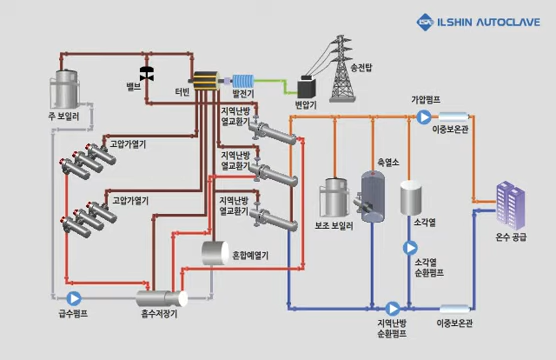 ISA ILSHIN AUTOCLAVE
송전탑
밸브
터빈
발전기
변압기
주 보일러
지역난방
열교환기
가압펌프
이중보온관
고압가열기
지역난방
열교환기
축열소
고압가열기
지역난방
열교환기
보조 보일러
소각열
온수 공급
혼합예열기
소각열
순환펌프
급수펌프
흡수저장기
지역난방
순환펌프
이중보온관